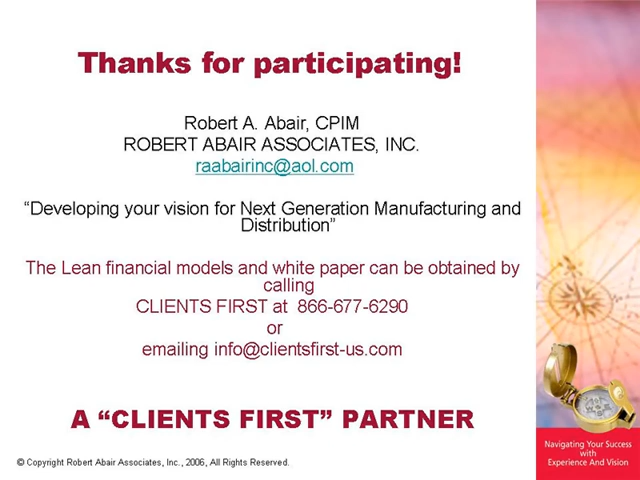 Thanks for participating!
Robert A. Abair, CPIM
ROBERT ABAIR ASSOCIATES, INC.
raabairinc@aol.com
“Developing your vision for Next Generation Manufacturing and
Distribution”
The Lean financial models and white paper can be obtained by
calling
CLIENTS FIRST at 866-677-6290
or
emailing info@clientsfirst-us.com
A “CLIENTS FIRST” PARTNER
Navigating Your Success
with
Experience And Vision
© Copyright Robert Abair Associates, Inc., 2006, All Rights Reserved.